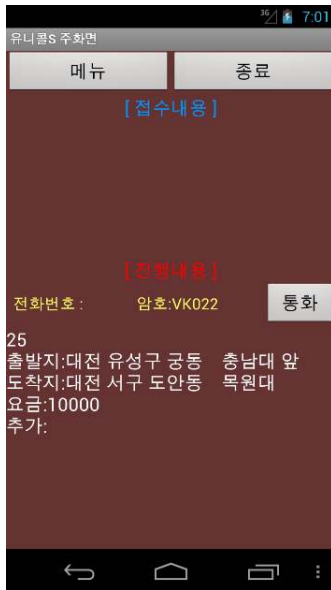 3G 7:01
유니콜S 주화면
메뉴 종료
[ 접수내용 ]
[ 진행내용 ]
전화번호 : 암호:VK022 통화
25
출발지:대전 유성구 궁동 충남대 앞
도착지:대전 서구 도안동 목원대
요금:10000
추가: